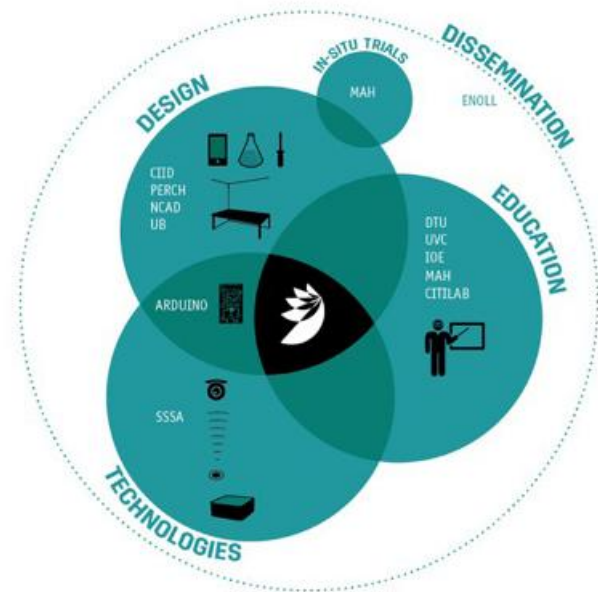 DISSEMINATION
IN-SITU TRIALS
MAH
ENOLL
DESIGN
CIID
PERCH
NCAD
UB
EDUCATION
DTU
UVC
IOE
MAH
CITILAB
ARDUINO
SSSA
TECHNOLOGIES